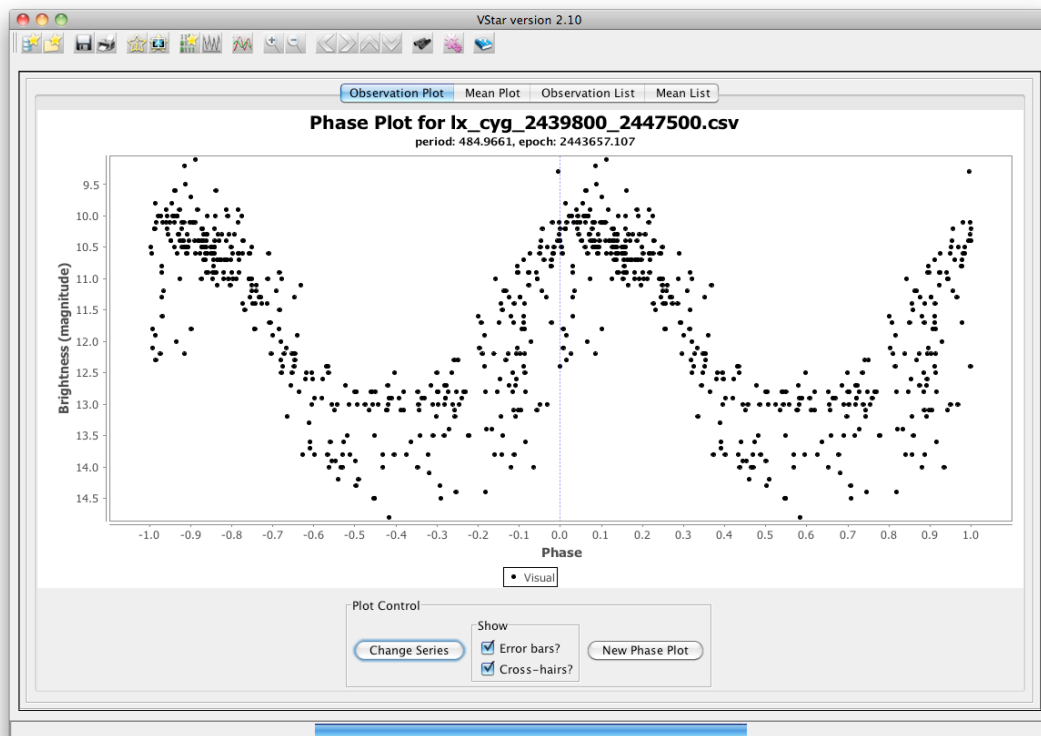 VStar version 2.10
Observation Plot Mean Plot Observation List Mean List
Phase Plot for lx_cyg_2439800_2447500.csv
period: 484.9661, epoch: 2443657.107
Brightness (magnitude)
9.5
10.0
10.5
11.0
11.5
12.0
12.5
13.0
13.5
14.0
14.5
-1.0 -0.9 -0.8 -0.7 -0.6 -0.5 -0.4 -0.3 -0.2 -0.1 0.0 0.1 0.2 0.3 0.4 0.5 0.6 0.7 0.8 0.9 1.0
Phase
Visual
Plot Control
Show
Change Series
Error bars?
Cross-hairs?
New Phase Plot